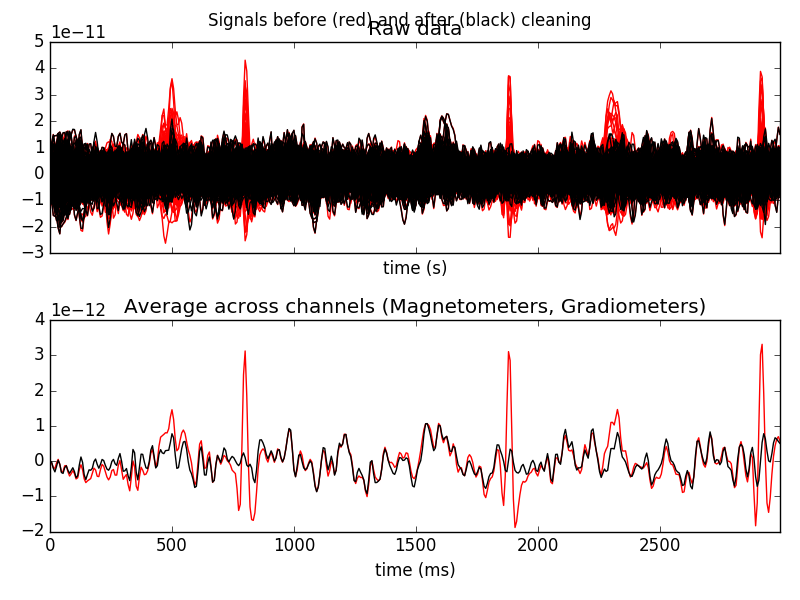 Signals before (red) and after (black) cleaning
Raw data
1e−11
5
4
3
2
1
0
−1
−2
−3
time (s)
Average across channels (Magnetometers, Gradiometers)
1e−12
4
3
2
1
0
−1
−2
0 500 1000 1500 2000 2500
time (ms)